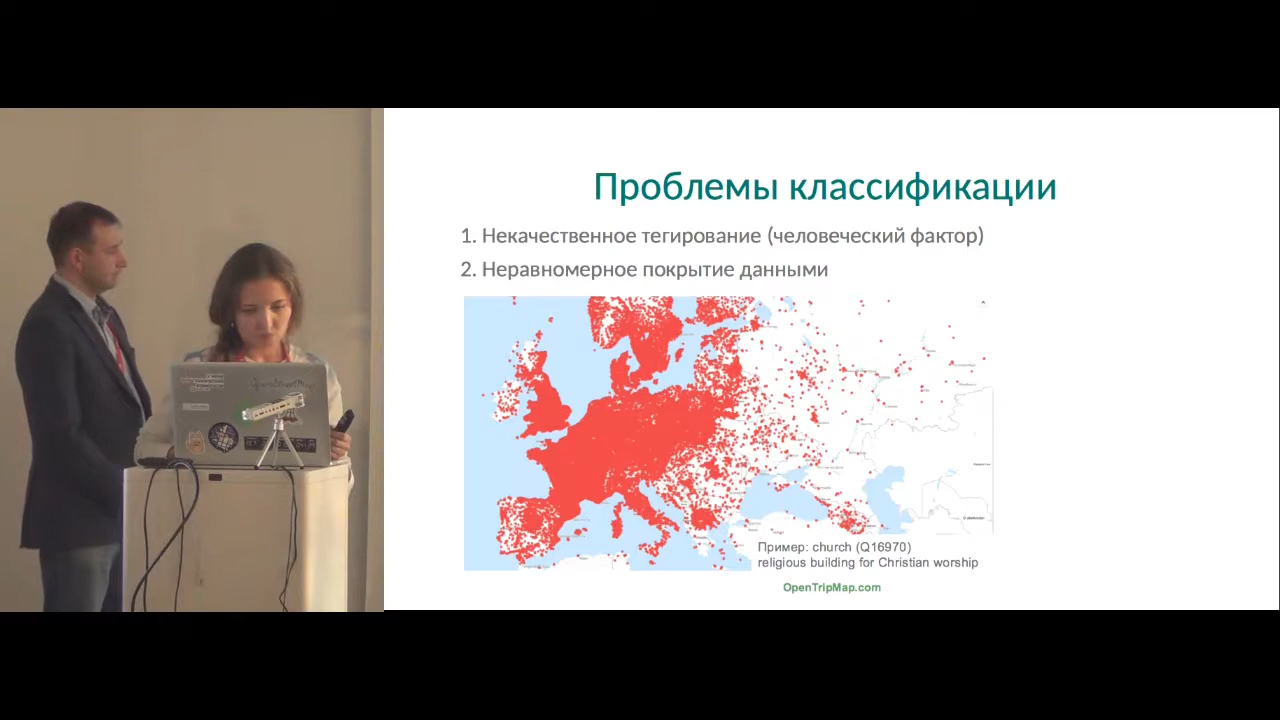 Проблемы классификации
1. Некачественное тегирование (человеческий фактор)
2. Неравномерное покрытие данными
Пример: church (Q16970)
religious building for Christian worship
OpenTripMap.com
OpenStreetMap